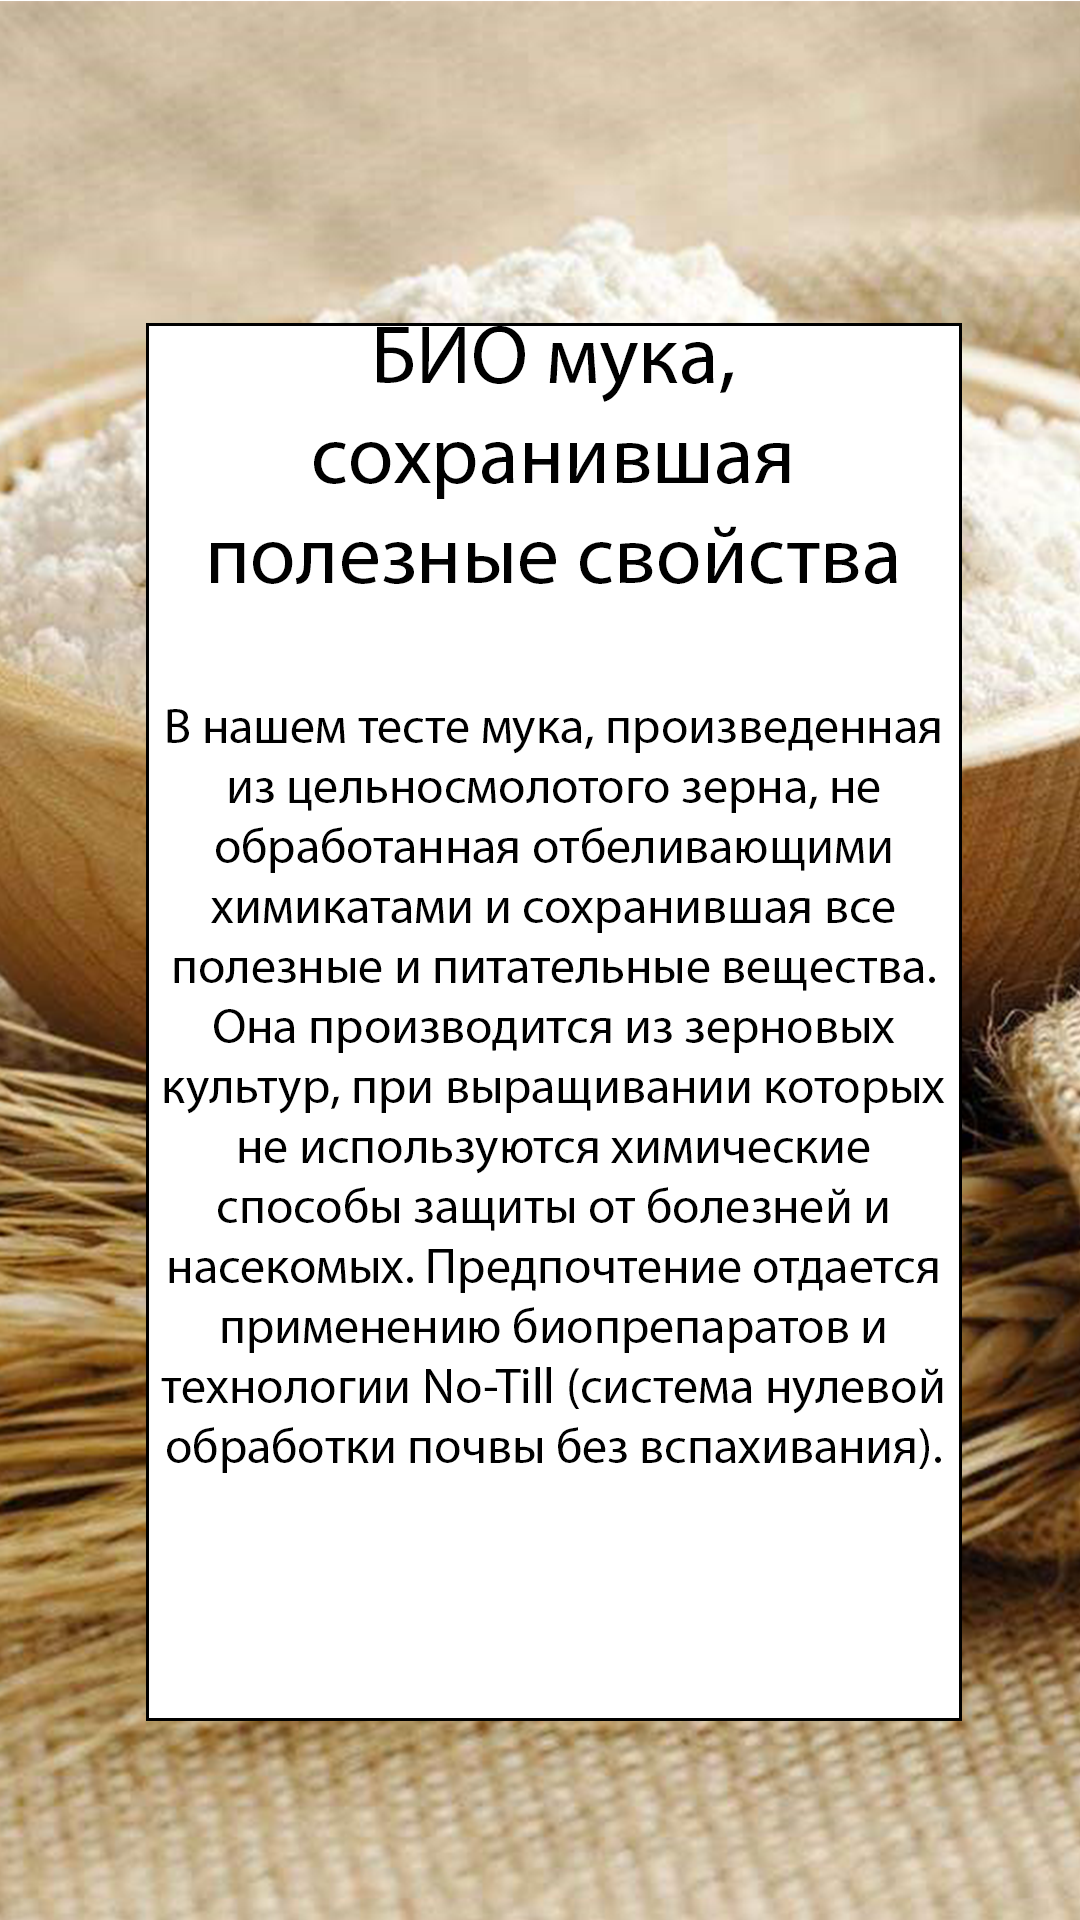 БИО мука,
сохранившая
полезные свойства
В нашем тесте мука, произведенная
из цельносмолотого зерна, не
обработанная отбеливающими
химикатами и сохранившая все
полезные и питательные вещества.
Она производится из зерновых
культур, при выращивании которых
не используются химические
способы защиты от болезней и
насекомых. Предпочтение отдается
применению биопрепаратов и
технологии No-Till (система нулевой
обработки почвы без вспахивания).